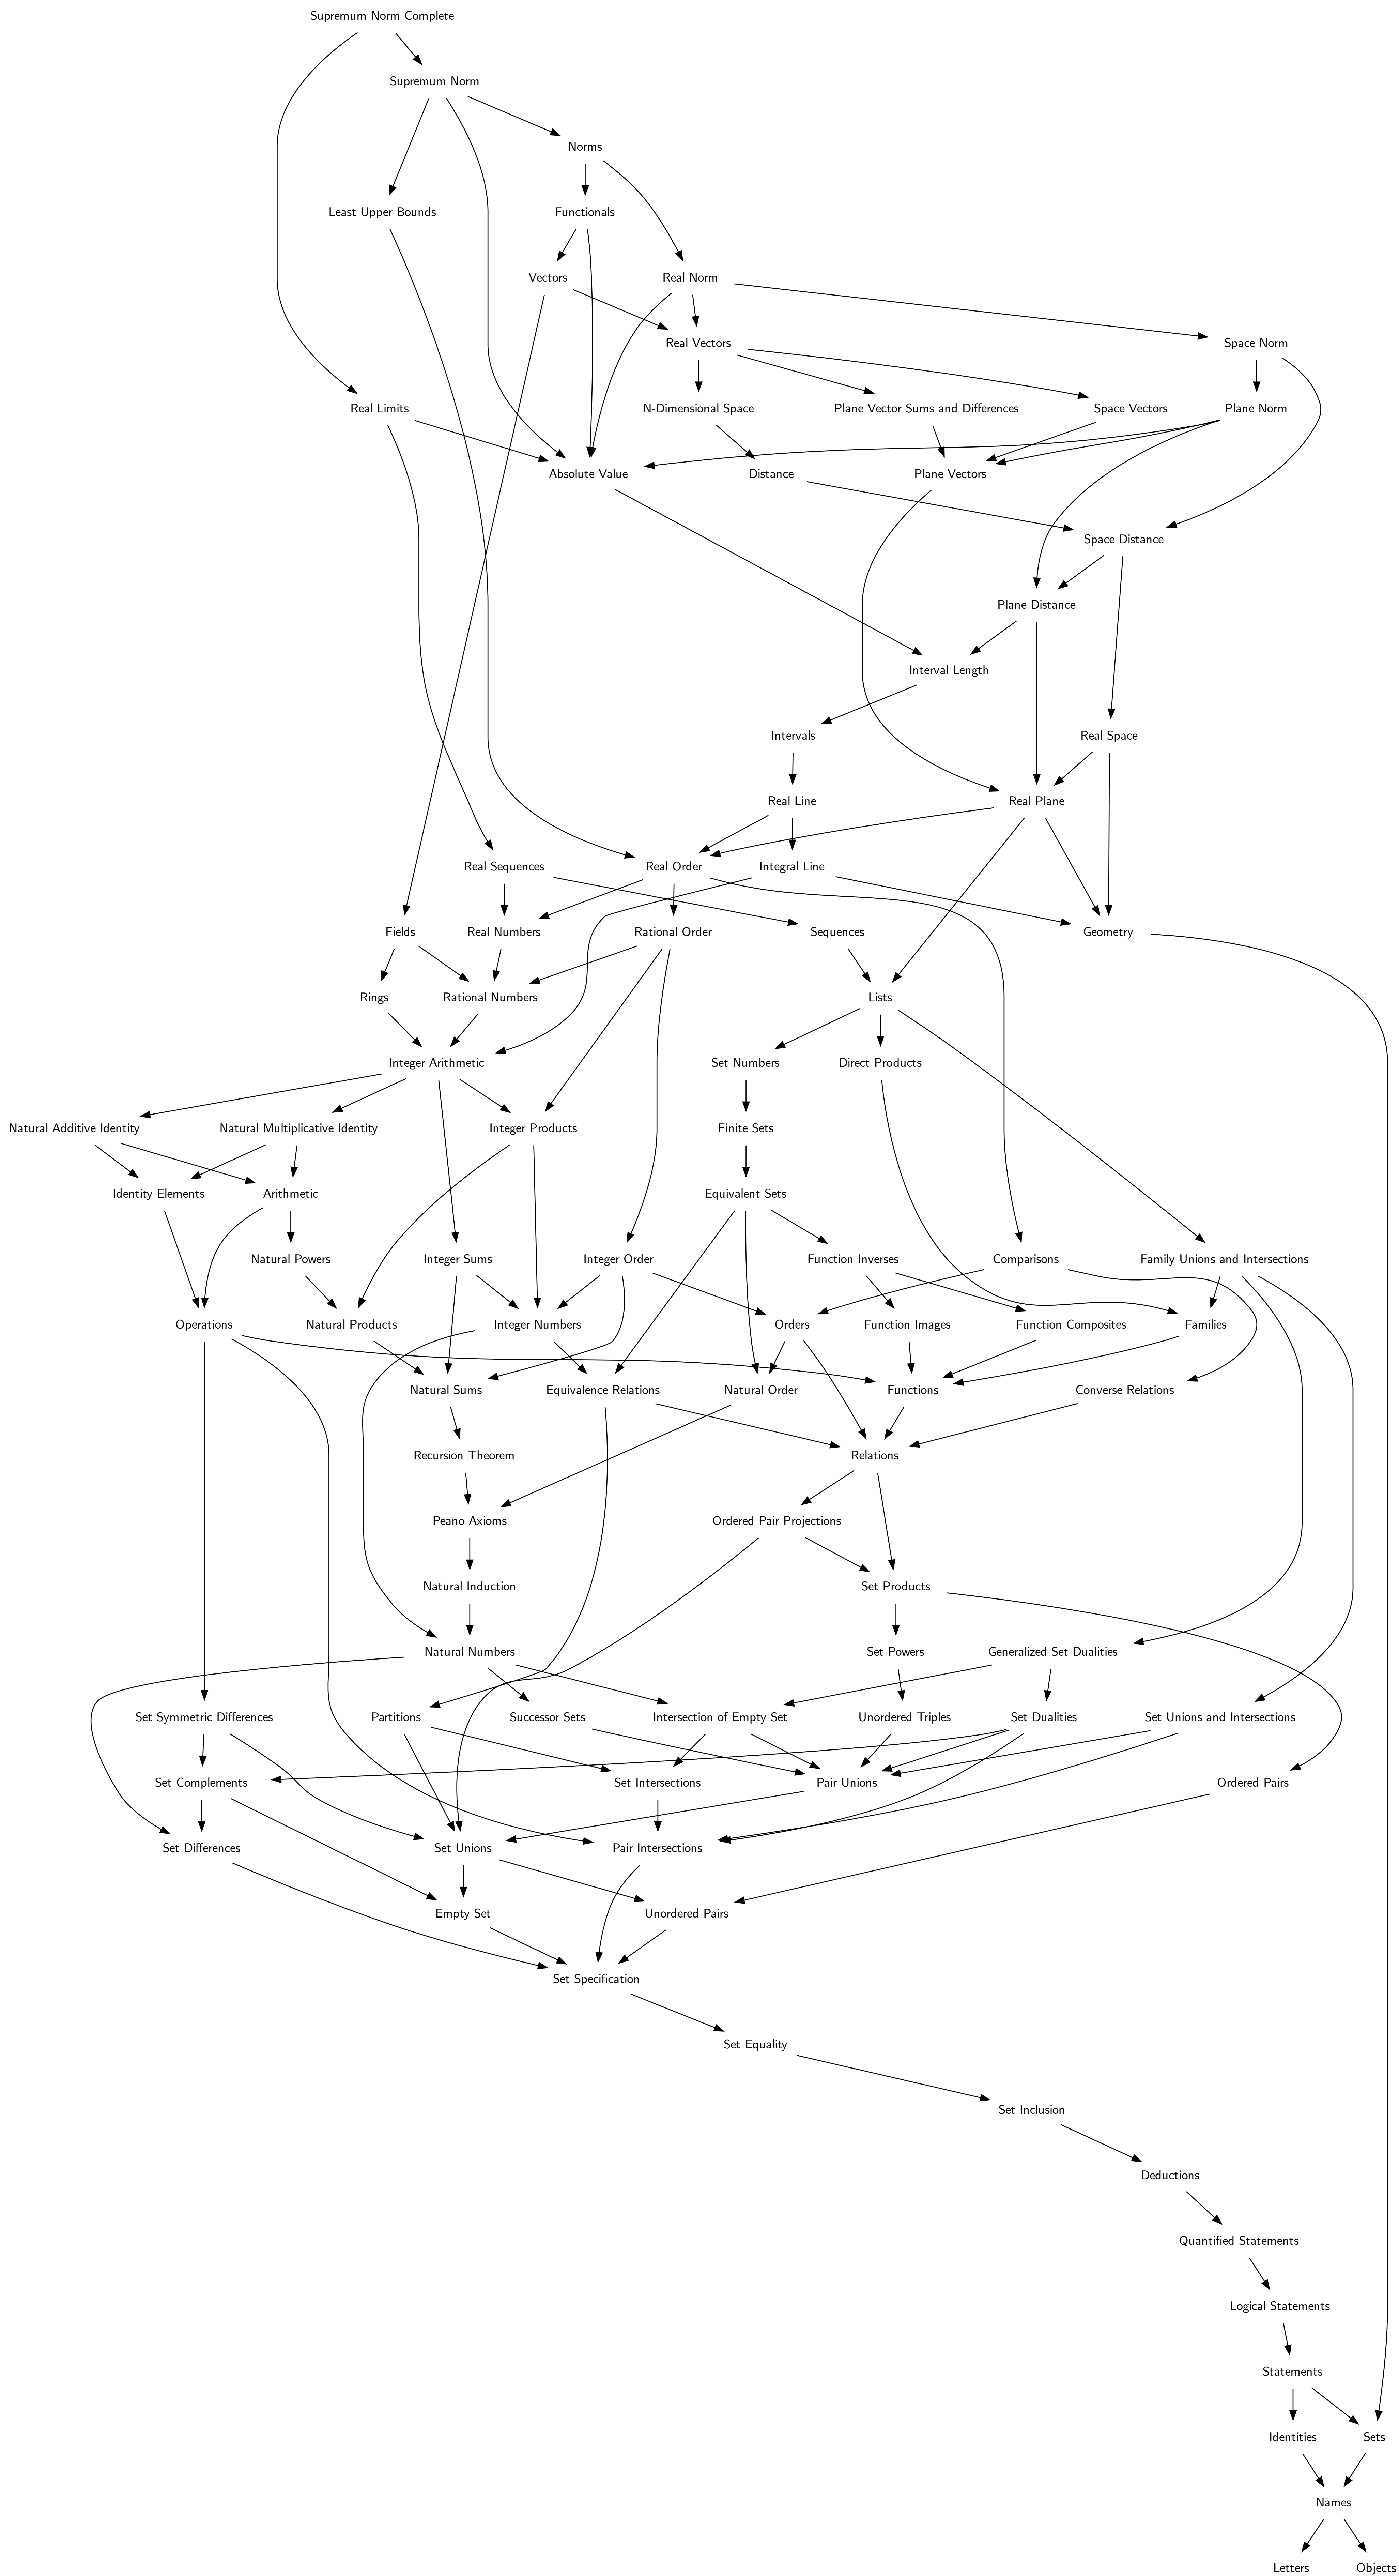 Supremum Norm Complete
Supremum Norm
Norms
Least Upper Bounds
Functionals
Vectors
Real Norm
Real Vectors
Space Norm
Real Limits
N-Dimensional Space
Plane Vector Sums and Differences
Space Vectors
Plane Norm
Absolute Value
Distance
Plane Vectors
Space Distance
Plane Distance
Interval Length
Intervals
Real Space
Real Line
Real Plane
Real Sequences
Real Order
Integral Line
Fields
Real Numbers
Rational Order
Sequences
Geometry
Rings
Rational Numbers
Lists
Integer Arithmetic
Set Numbers
Direct Products
Natural Additive Identity
Natural Multiplicative Identity
Integer Products
Finite Sets
Identity Elements
Arithmetic
Equivalent Sets
Natural Powers
Integer Sums
Integer Order
Function Inverses
Comparisons
Family Unions and Intersections
Operations
Natural Products
Integer Numbers
Orders
Function Images
Function Composites
Families
Natural Sums
Equivalence Relations
Natural Order
Functions
Converse Relations
Recursion Theorem
Relations
Peano Axioms
Ordered Pair Projections
Natural Induction
Set Products
Natural Numbers
Set Powers
Generalized Set Dualities
Set Symmetric Differences
Partitions
Successor Sets
Intersection of Empty Set
Unordered Triples
Set Dualities
Set Unions and Intersections
Set Complements
Set Intersections
Pair Unions
Ordered Pairs
Set Differences
Set Unions
Pair Intersections
Empty Set
Unordered Pairs
Set Specification
Set Equality
Set Inclusion
Deductions
Quantified Statements
Logical Statements
Statements
Identities
Sets
Names
Letters
Objects